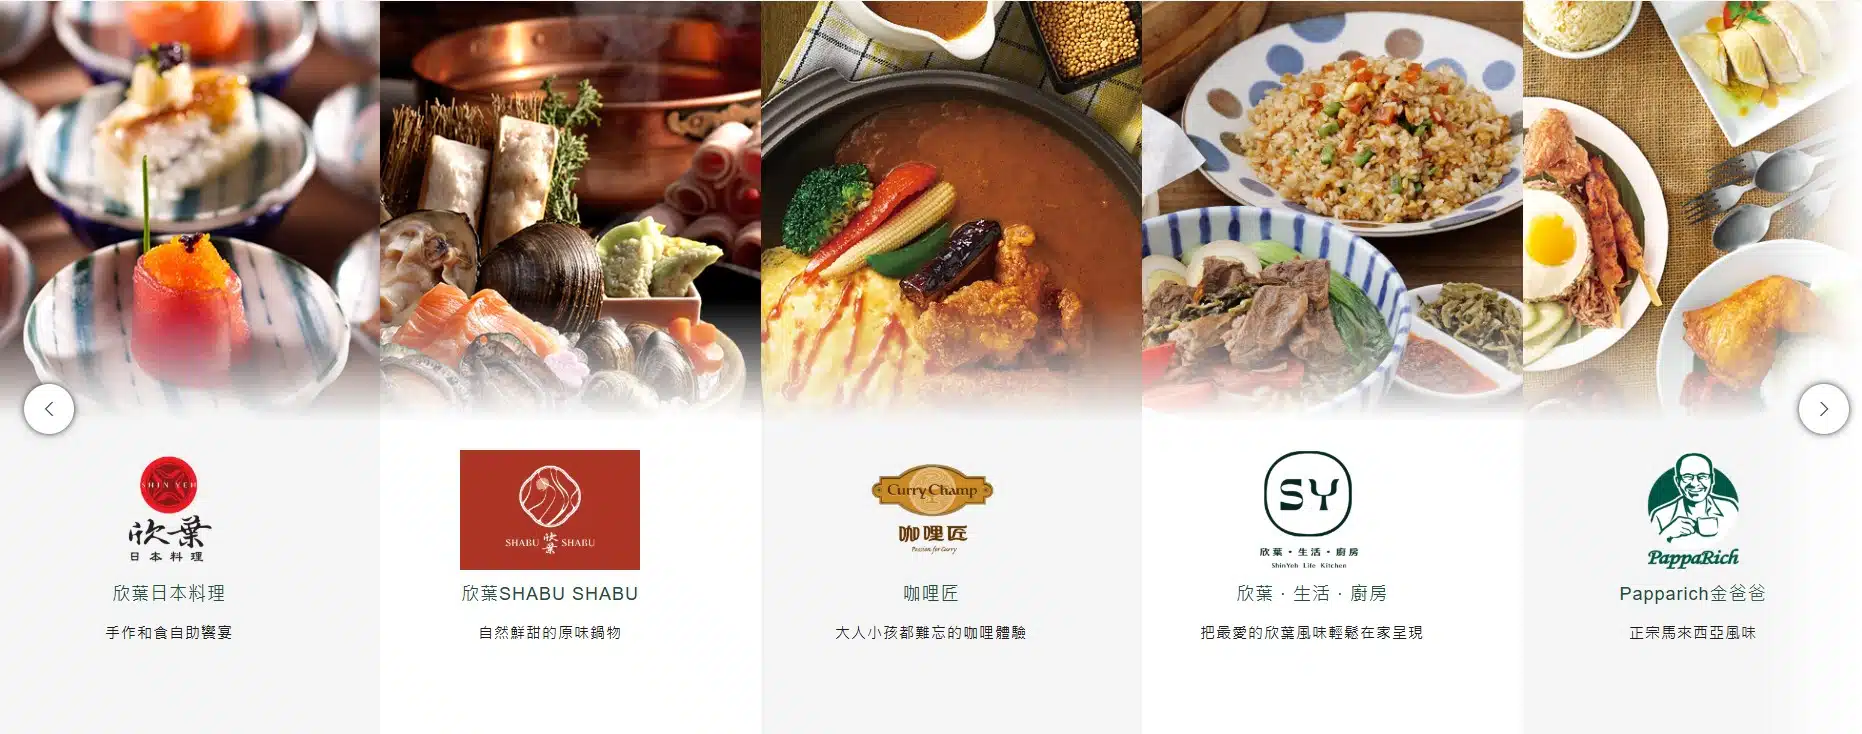 SHIN YEH
欣葉
日本料理
欣葉日本料理
手作和食自助饗宴
SHABU 欣葉 SHABU
欣葉SHABU SHABU
自然鮮甜的原味鍋物
Curry Champ
咖哩匠
Passion for Curry
咖哩匠
大人小孩都難忘的咖哩體驗
SY
欣葉·生活·廚房
ShinYeh Life Kitchen
欣葉·生活·廚房
把最愛的欣葉風味輕鬆在家呈現
PappaRich
Papparich金爸爸
正宗馬來西亞風味